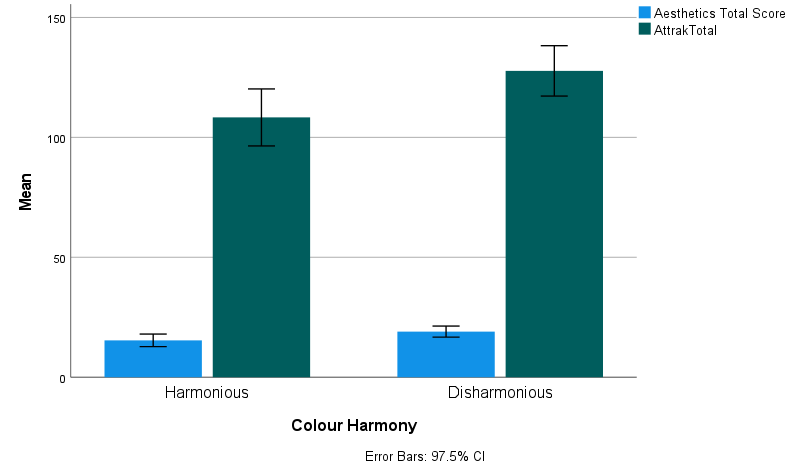 Aesthetics Total Score
AttrakTotal
150
100
50
0
Mean
Harmonious
Disharmonious
Colour Harmony
Error Bars: 97.5% CI